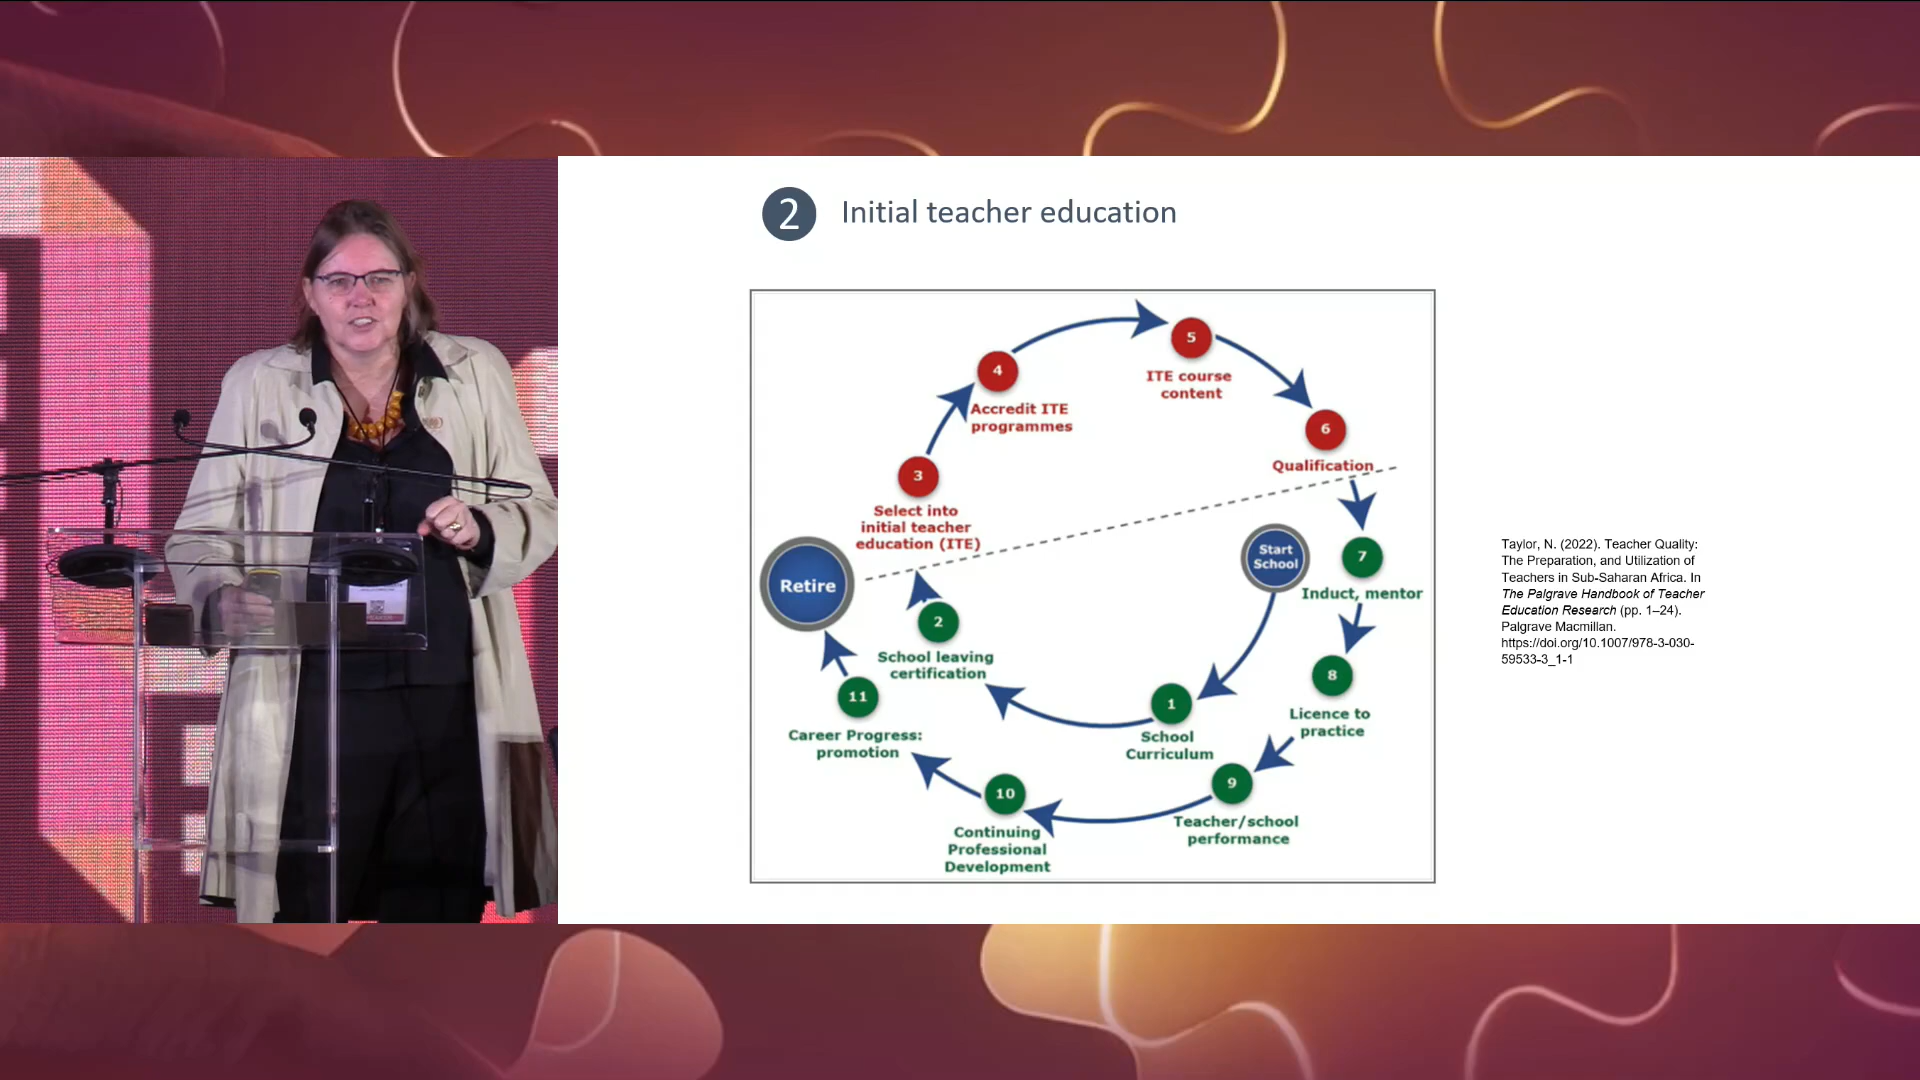 2 Initial teacher education
5
ITE course
content
4
Accredit ITE
programmes
6
Qualification
3
Select into
initial teacher
education (ITE)
Start
School
7
Induct, mentor
Retire
2
School leaving
certification
8
Licence to
practice
11
Career Progress:
promotion
1
School
Curriculum
9
Teacher/school
performance
10
Continuing
Professional
Development
Taylor, N. (2022). Teacher Quality:
The Preparation, and Utilization of
Teachers in Sub-Saharan Africa. In
The Palgrave Handbook of Teacher
Education Research (pp. 1–24).
Palgrave Macmillan.
https://doi.org/10.1007/978-3-030-
59533-3_1-1